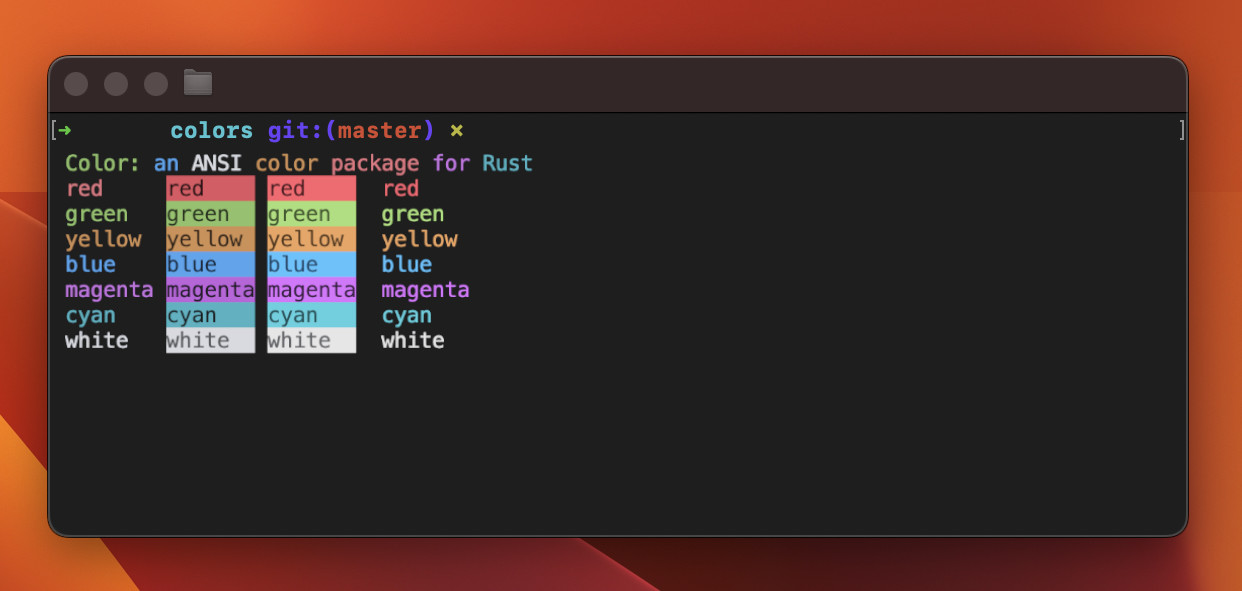 [➜ colors git:(master) ✗ ]
Color: an ANSI color package for Rust
red red red red
green green green green
yellow yellow yellow yellow
blue blue blue blue
magenta magenta magenta magenta
cyan cyan cyan cyan
white white white white